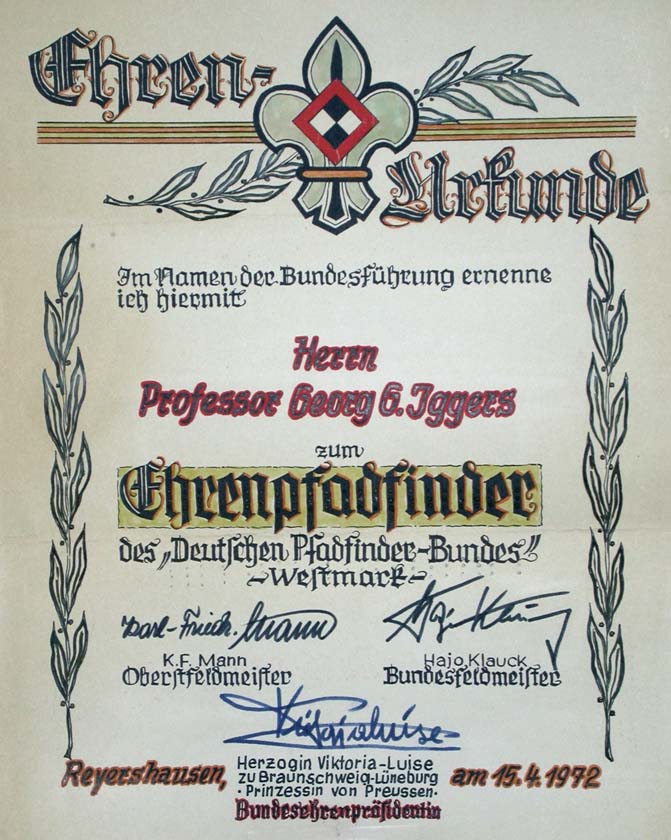 Ehren-
Urkunde
Im Namen der Bundesführung ernenne
ich hiermit
Herrn
Professor Georg G. Iggers
zum
Ehrenpfadfinder
des „Deutschen Pfadfinder-Bundes“
-Westmark-
Karl-Friedr. Mann
Hajo Klauck
K.F. Mann
Hajo Klauck
Oberstfeldmeister
Bundesfeldmeister
Viktoria Luise
Herzogin Viktoria-Luise
zu Braunschweig-Lüneburg
·Prinzessin von Preussen·
Reyershausen,
am 15.4.1972
Bundesehrenpräsidentin